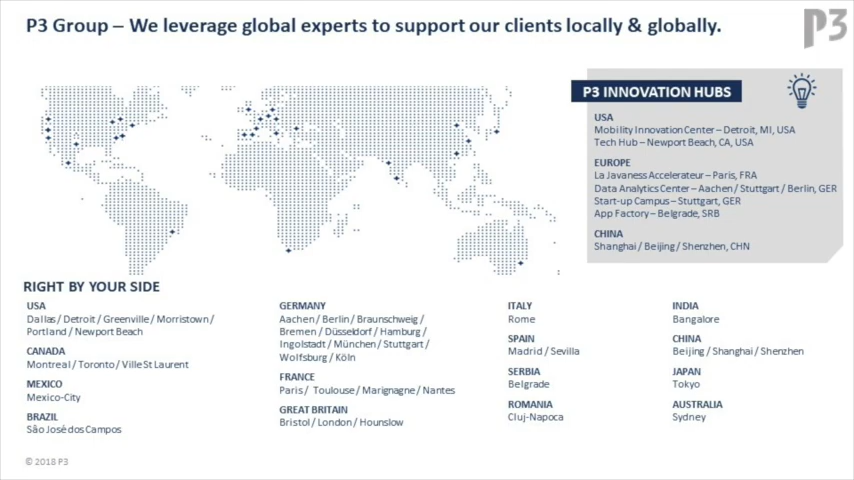 P3 Group – We leverage global experts to support our clients locally & globally.
P3
P3 INNOVATION HUBS
USA
Mobility Innovation Center – Detroit, MI, USA
Tech Hub – Newport Beach, CA, USA
EUROPE
La Javaness Accelerator – Paris, FRA
Data Analytics Center – Aachen / Stuttgart / Berlin, GER
Start-up Campus – Stuttgart, GER
App Factory – Belgrade, SRB
CHINA
Shanghai / Beijing / Shenzhen, CHN
RIGHT BY YOUR SIDE
USA
Dallas / Detroit / Greenville / Morristown /
Portland / Newport Beach
CANADA
Montreal / Toronto / Ville St Laurent
MEXICO
Mexico-City
BRAZIL
São José dos Campos
GERMANY
Aachen / Berlin / Braunschweig /
Bremen / Düsseldorf / Hamburg /
Ingolstadt / München / Stuttgart /
Wolfsburg / Köln
FRANCE
Paris / Toulouse / Marignagne / Nantes
GREAT BRITAIN
Bristol / London / Hounslow
ITALY
Rome
SPAIN
Madrid / Sevilla
SERBIA
Belgrade
ROMANIA
Cluj-Napoca
INDIA
Bangalore
CHINA
Beijing / Shanghai / Shenzhen
JAPAN
Tokyo
AUSTRALIA
Sydney
© 2018 P3